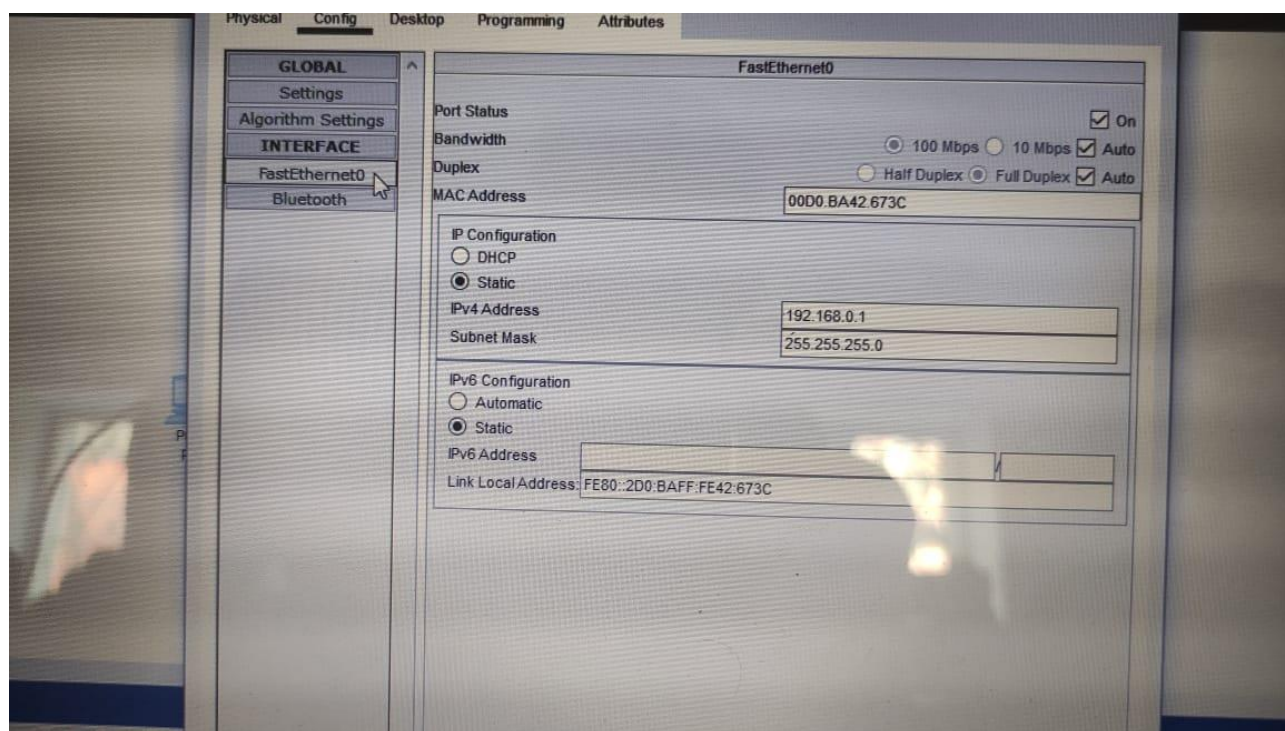 Physical Config Desktop Programming Attributes
GLOBAL
Settings
Algorithm Settings
INTERFACE
FastEthernet0
Bluetooth
FastEthernet0
Port Status
On
Bandwidth
100 Mbps 10 Mbps Auto
Duplex
Half Duplex Full Duplex Auto
MAC Address
00D0.BA42.673C
IP Configuration
DHCP
Static
IPv4 Address
192.168.0.1
Subnet Mask
255.255.255.0
IPv6 Configuration
Automatic
Static
IPv6 Address
/
Link Local Address: FE80::2D0:BAFF:FE42:673C